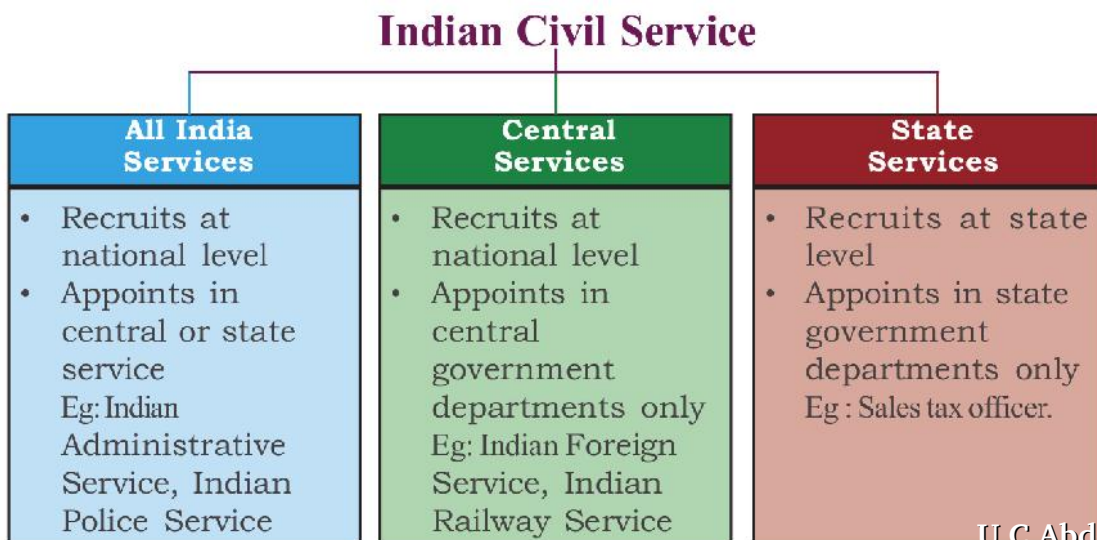 Indian Civil Service
All India
Services
• Recruits at
national level
• Appoints in
central or state
service
Eg: Indian
Administrative
Service, Indian
Police Service
Central
Services
• Recruits at
national level
• Appoints in
central
government
departments only
Eg: Indian Foreign
Service, Indian
Railway Service
State
Services
• Recruits at state
level
• Appoints in state
government
departments only
Eg : Sales tax officer.